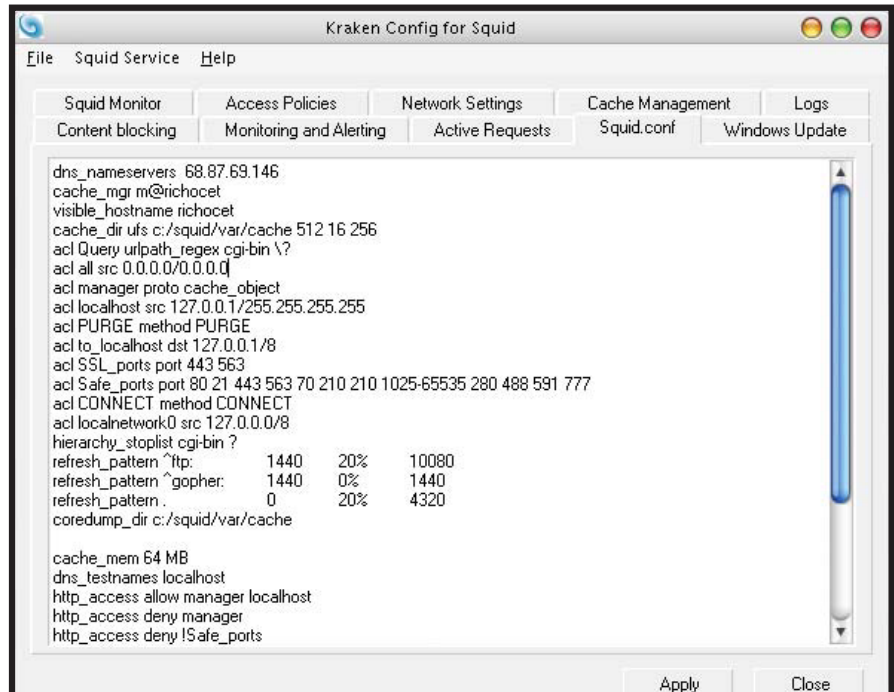 Kraken Config for Squid
File Squid Service Help
Squid Monitor Access Policies Network Settings Cache Management Logs
Content blocking Monitoring and Alerting Active Requests Squid.conf Windows Update
dns_nameservers 68.87.69.146
cache_mgr m@richocet
visible_hostname richocet
cache_dir ufs c:/squid/var/cache 512 16 256
acl Query urlpath_regex cgi-bin \?
acl all src 0.0.0.0/0.0.0.0
acl manager proto cache_object
acl localhost src 127.0.0.1/255.255.255.255
acl PURGE method PURGE
acl to_localhost dst 127.0.0.1/8
acl SSL_ports port 443 563
acl Safe_ports port 80 21 443 563 70 210 210 1025-65535 280 488 591 777
acl CONNECT method CONNECT
acl localnetwork0 src 127.0.0.0/8
hierarchy_stoplist cgi-bin ?
refresh_pattern ^ftp: 1440 20% 10080
refresh_pattern ^gopher: 1440 0% 1440
refresh_pattern . 0 20% 4320
coredump_dir c:/squid/var/cache
cache_mem 64 MB
dns_testnames localhost
http_access allow manager localhost
http_access deny manager
http_access deny !Safe_ports
Apply Close